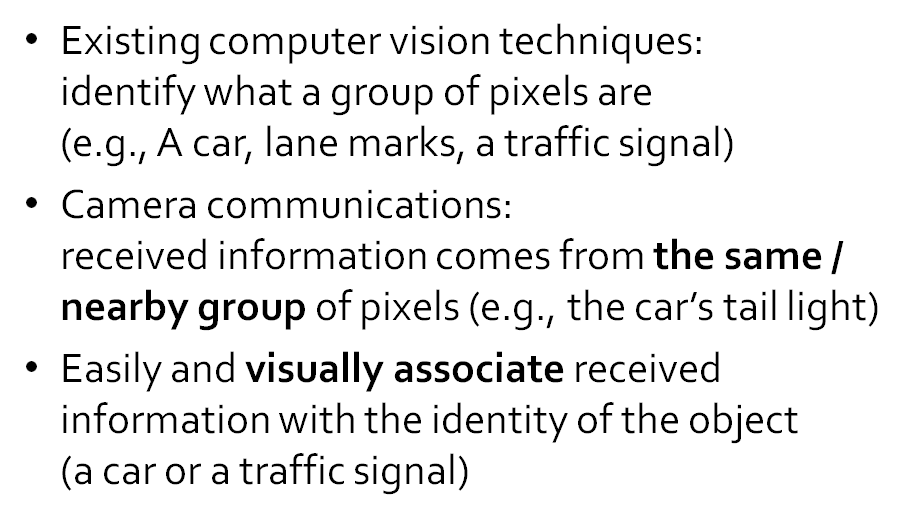 • Existing computer vision techniques:
identify what a group of pixels are
(e.g., A car, lane marks, a traffic signal)
• Camera communications:
received information comes from the same /
nearby group of pixels (e.g., the car's tail light)
• Easily and visually associate received
information with the identity of the object
(a car or a traffic signal)